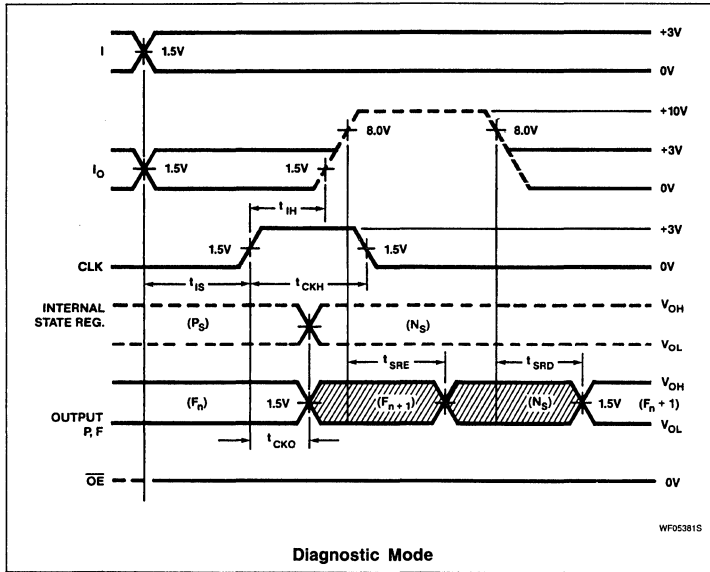 I 1.5V +3V
0V
+10V
8.0V 8.0V
I_O 1.5V 1.5V +3V
0V
t_IH
+3V
CLK 1.5V 1.5V
0V
t_IS t_CKH
INTERNAL
STATE REG. (P_S) (N_S) V_OH
V_OL
t_SRE t_SRD
OUTPUT
P, F (F_n) 1.5V (F_n+1) (N_S) 1.5V (F_n + 1) V_OH
V_OL
t_CKO
OE 0V
WF05381S
Diagnostic Mode